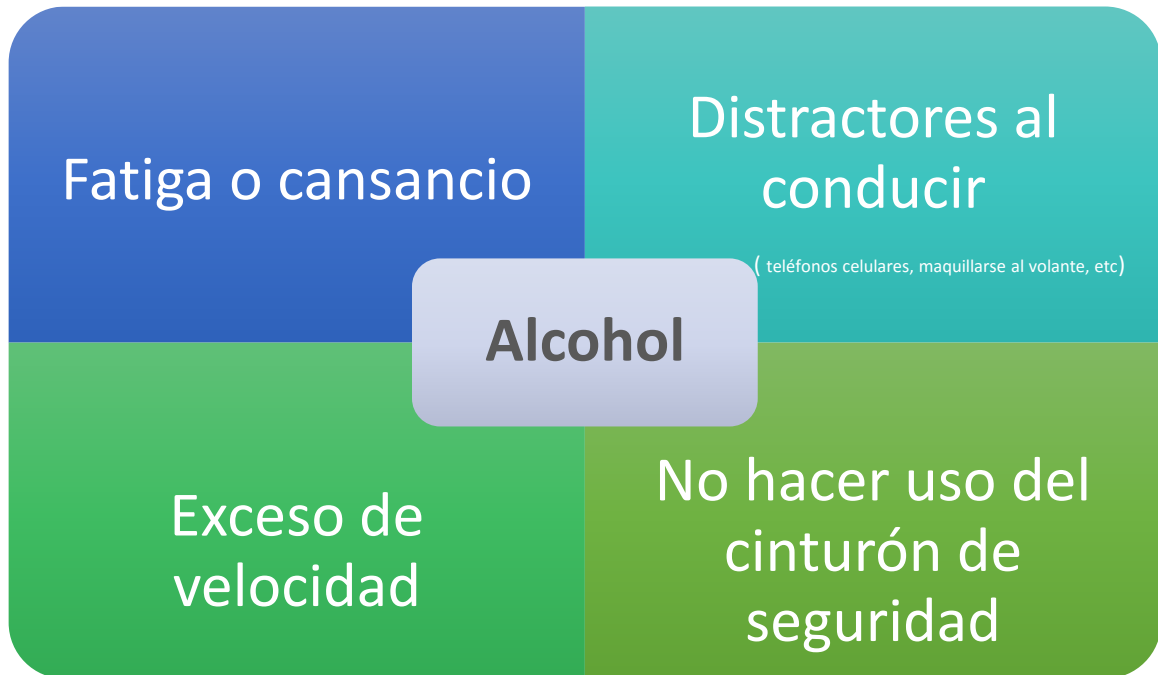 Fatiga o cansancio
Distractores al
conducir
( teléfonos celulares, maquillarse al volante, etc)
Alcohol
Exceso de
velocidad
No hacer uso del
cinturón de
seguridad